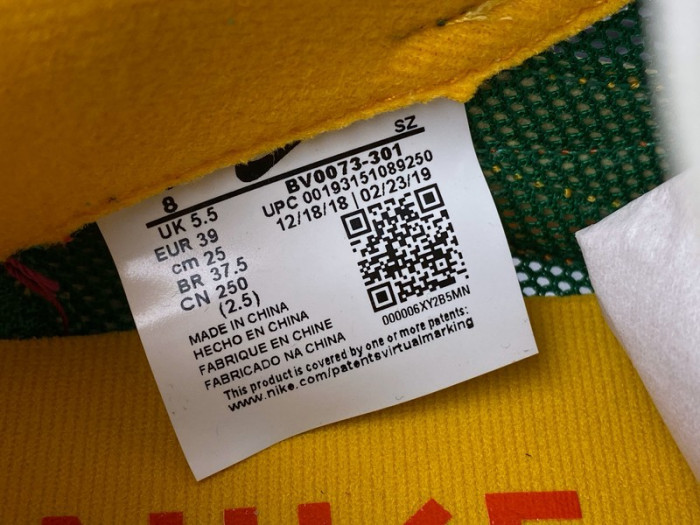 SZ
8
BV0073-301
UPC 00193151089250
12/18/18 | 02/23/19
UK 5.5
EUR 39
cm 25
BR 37.5
CN 250
(2.5)
000006XY2B5MN
MADE IN CHINA
HECHO EN CHINA
FABRIQUE EN CHINE
FABRICADO NA CHINA
This product is covered by one or more patents:
www.nike.com/patentsvirtualmarking
NIKE